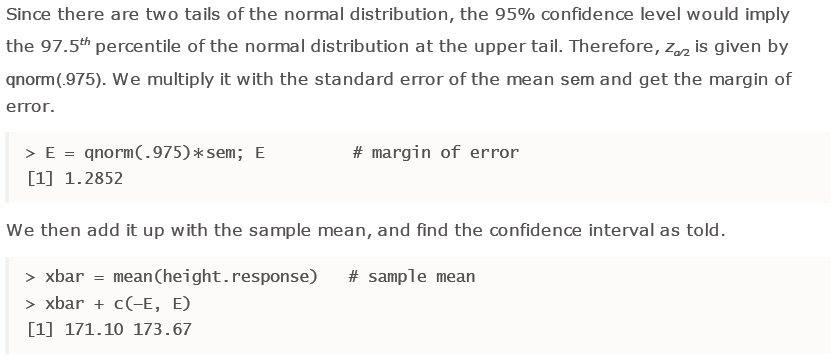 Since there are two tails of the normal distribution, the 95% confidence level would imply
the 97.5th percentile of the normal distribution at the upper tail. Therefore, zα∕2 is given by
qnorm(.975). We multiply it with the standard error of the mean sem and get the margin of
error.
> E = qnorm(.975)∗sem; E         # margin of error
[1] 1.2852
We then add it up with the sample mean, and find the confidence interval as told.
> xbar = mean(height.response)   # sample mean
> xbar + c(−E, E)
[1] 171.10 173.67